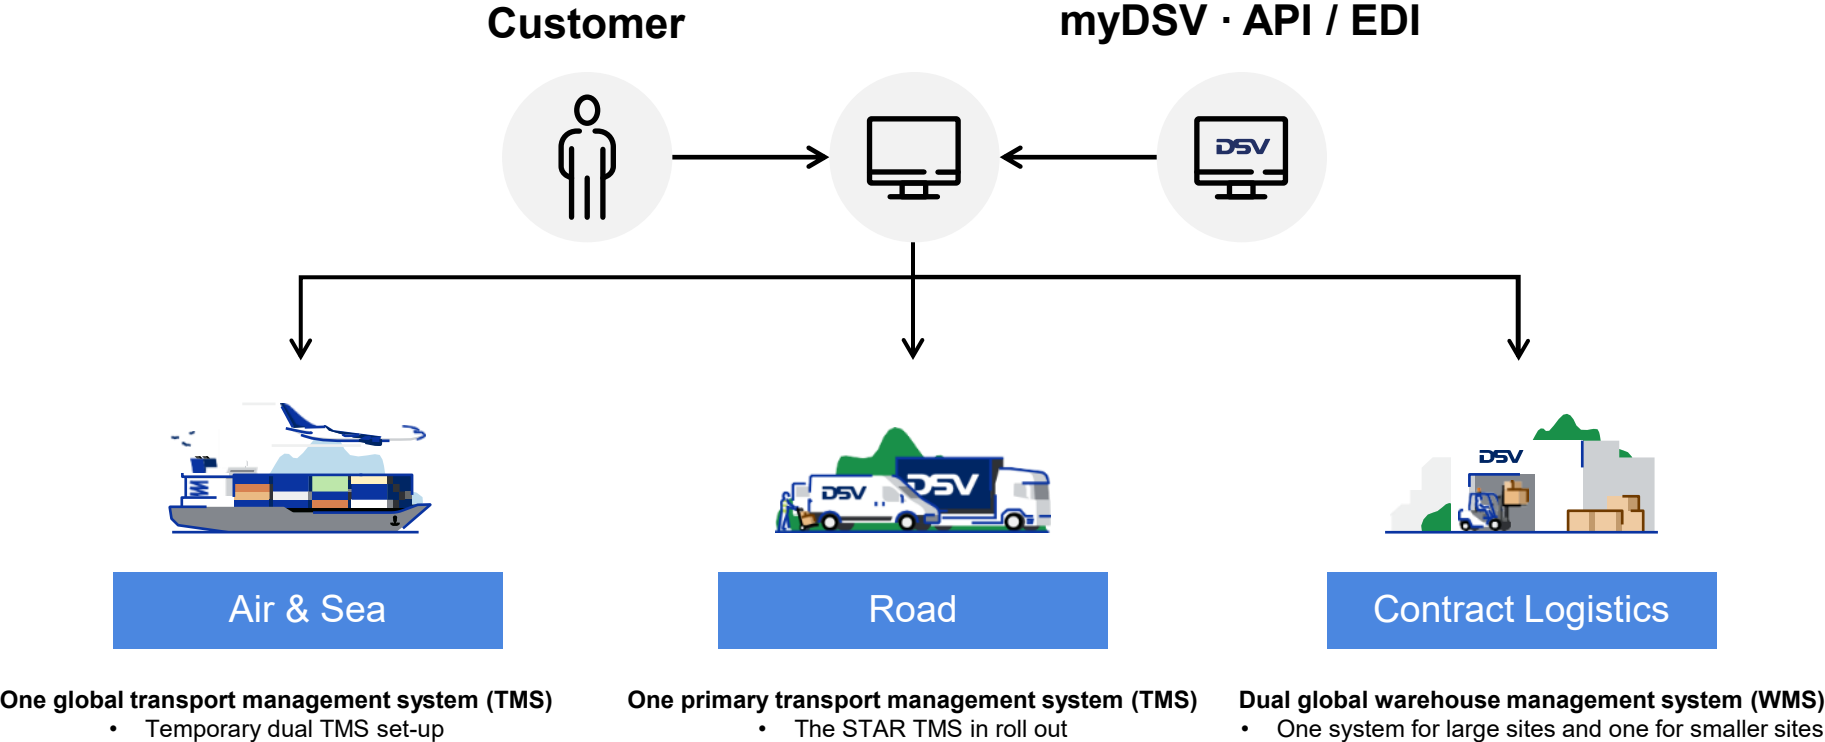 Customer
myDSV · API / EDI
DSV
DSV
DSV
DSV
Air & Sea
Road
Contract Logistics
One global transport management system (TMS)
• Temporary dual TMS set-up
One primary transport management system (TMS)
• The STAR TMS in roll out
Dual global warehouse management system (WMS)
• One system for large sites and one for smaller sites